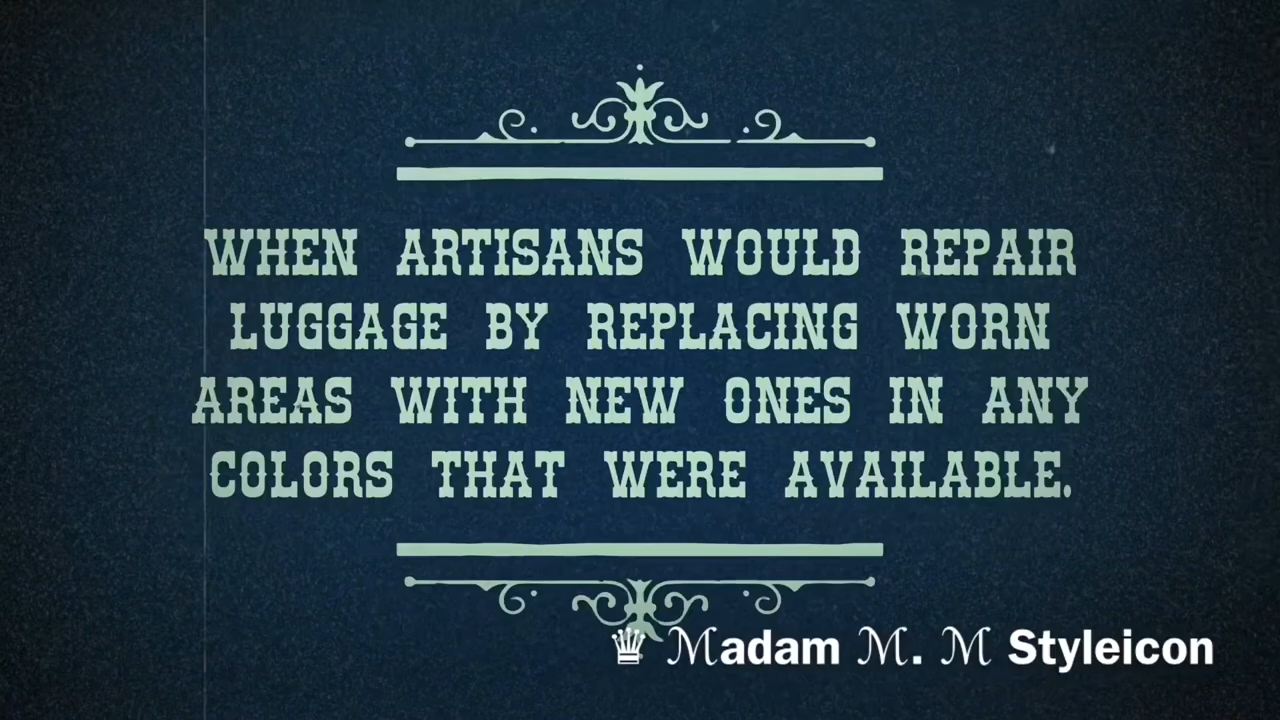 WHEN ARTISANS WOULD REPAIR
LUGGAGE BY REPLACING WORN
AREAS WITH NEW ONES IN ANY
COLORS THAT WERE AVAILABLE.
♛ ℳadam ℳ. ℳ Styleicon